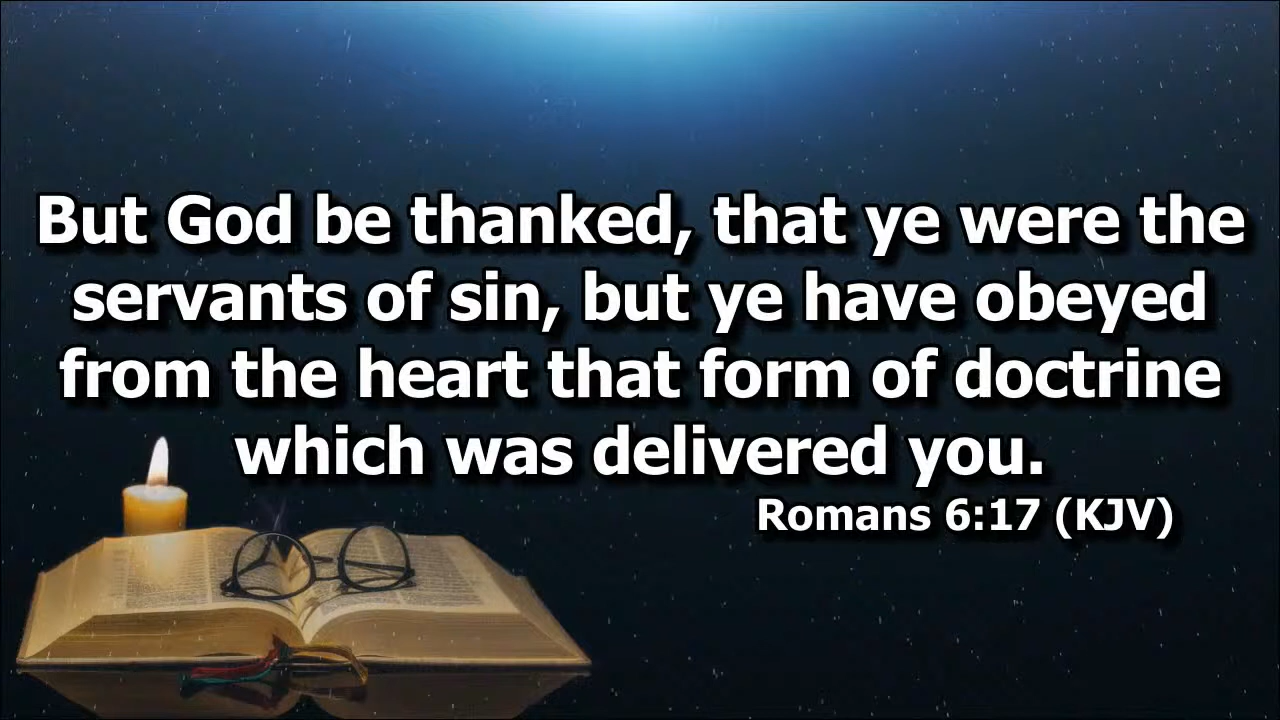 But God be thanked, that ye were the
servants of sin, but ye have obeyed
from the heart that form of doctrine
which was delivered you.
Romans 6:17 (KJV)